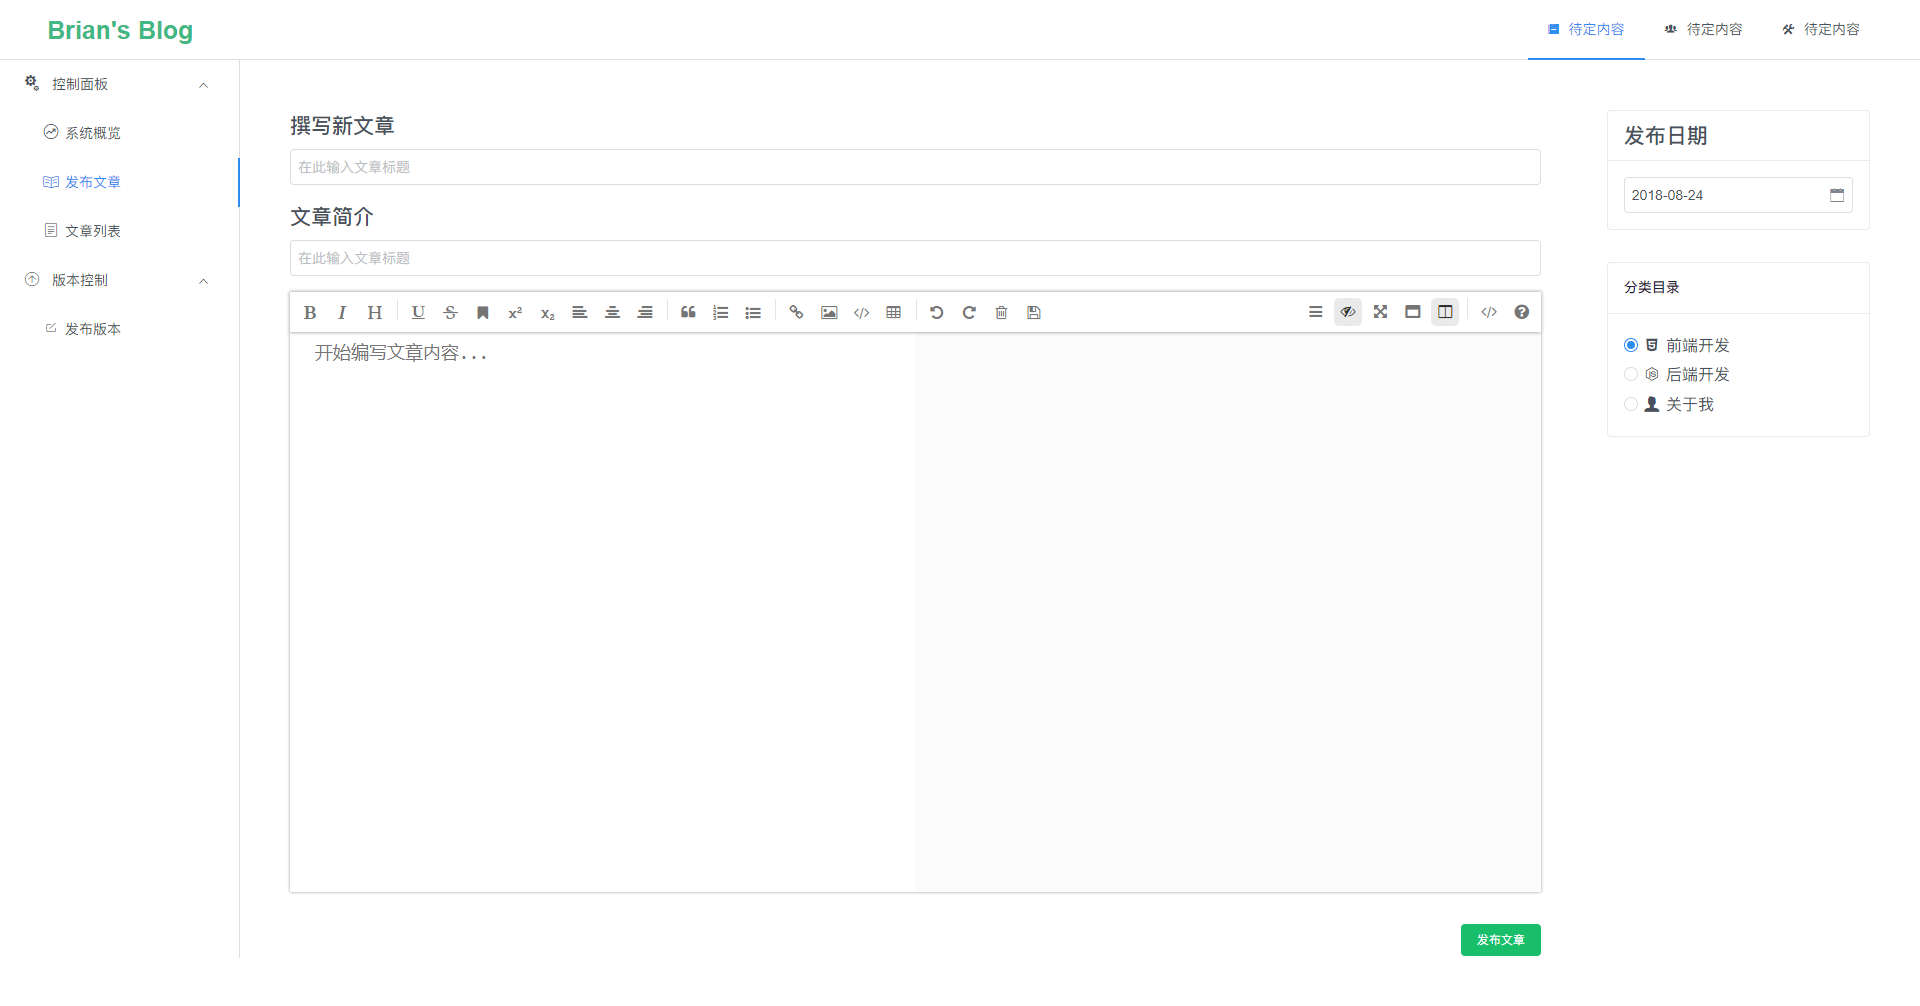 Brian's Blog
待定内容
待定内容
待定内容
控制面板
系统概览
发布文章
文章列表
版本控制
发布版本
撰写新文章
在此输入文章标题
文章简介
在此输入文章标题
B I H U S x² x₂
开始编写文章内容...
发布文章
发布日期
2018-08-24
分类目录
前端开发
后端开发
关于我